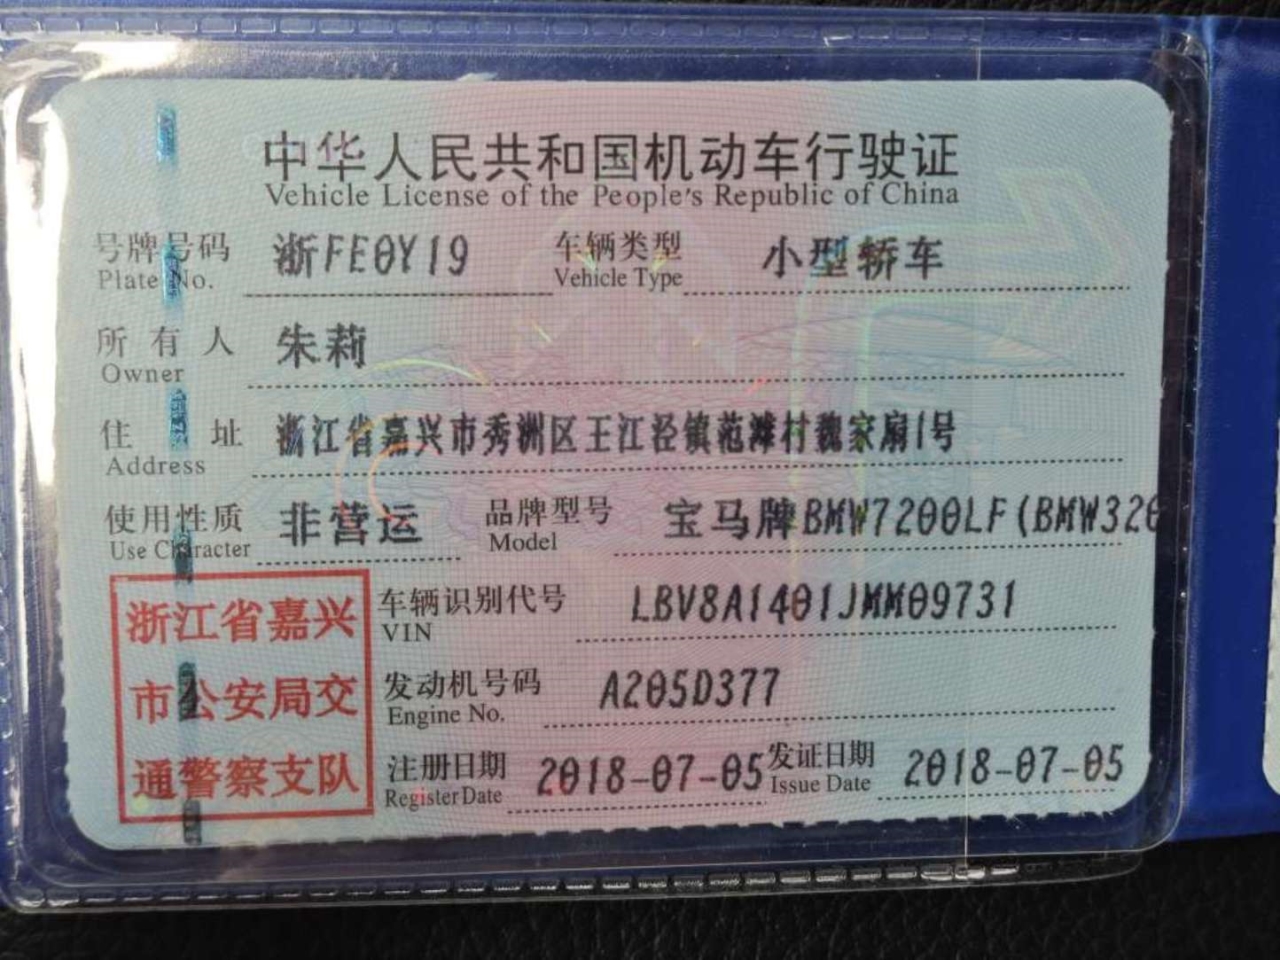 中华人民共和国机动车行驶证
Vehicle License of the People's Republic of China
号牌号码 浙FE0Y19 车辆类型 小型轿车
Plate No. Vehicle Type
所有人 朱莉
Owner
住址 浙江省嘉兴市秀洲区王江泾镇范滩村魏家扇1号
Address
使用性质 非营运 品牌型号 宝马牌BMW7200LF(BMW320
Use Character Model
浙江省嘉兴
市公安局交
通警察支队
车辆识别代号 LBV8A1401JMM09731
VIN
发动机号码 A205D377
Engine No.
注册日期 2018-07-05 发证日期 2018-07-05
Register Date Issue Date